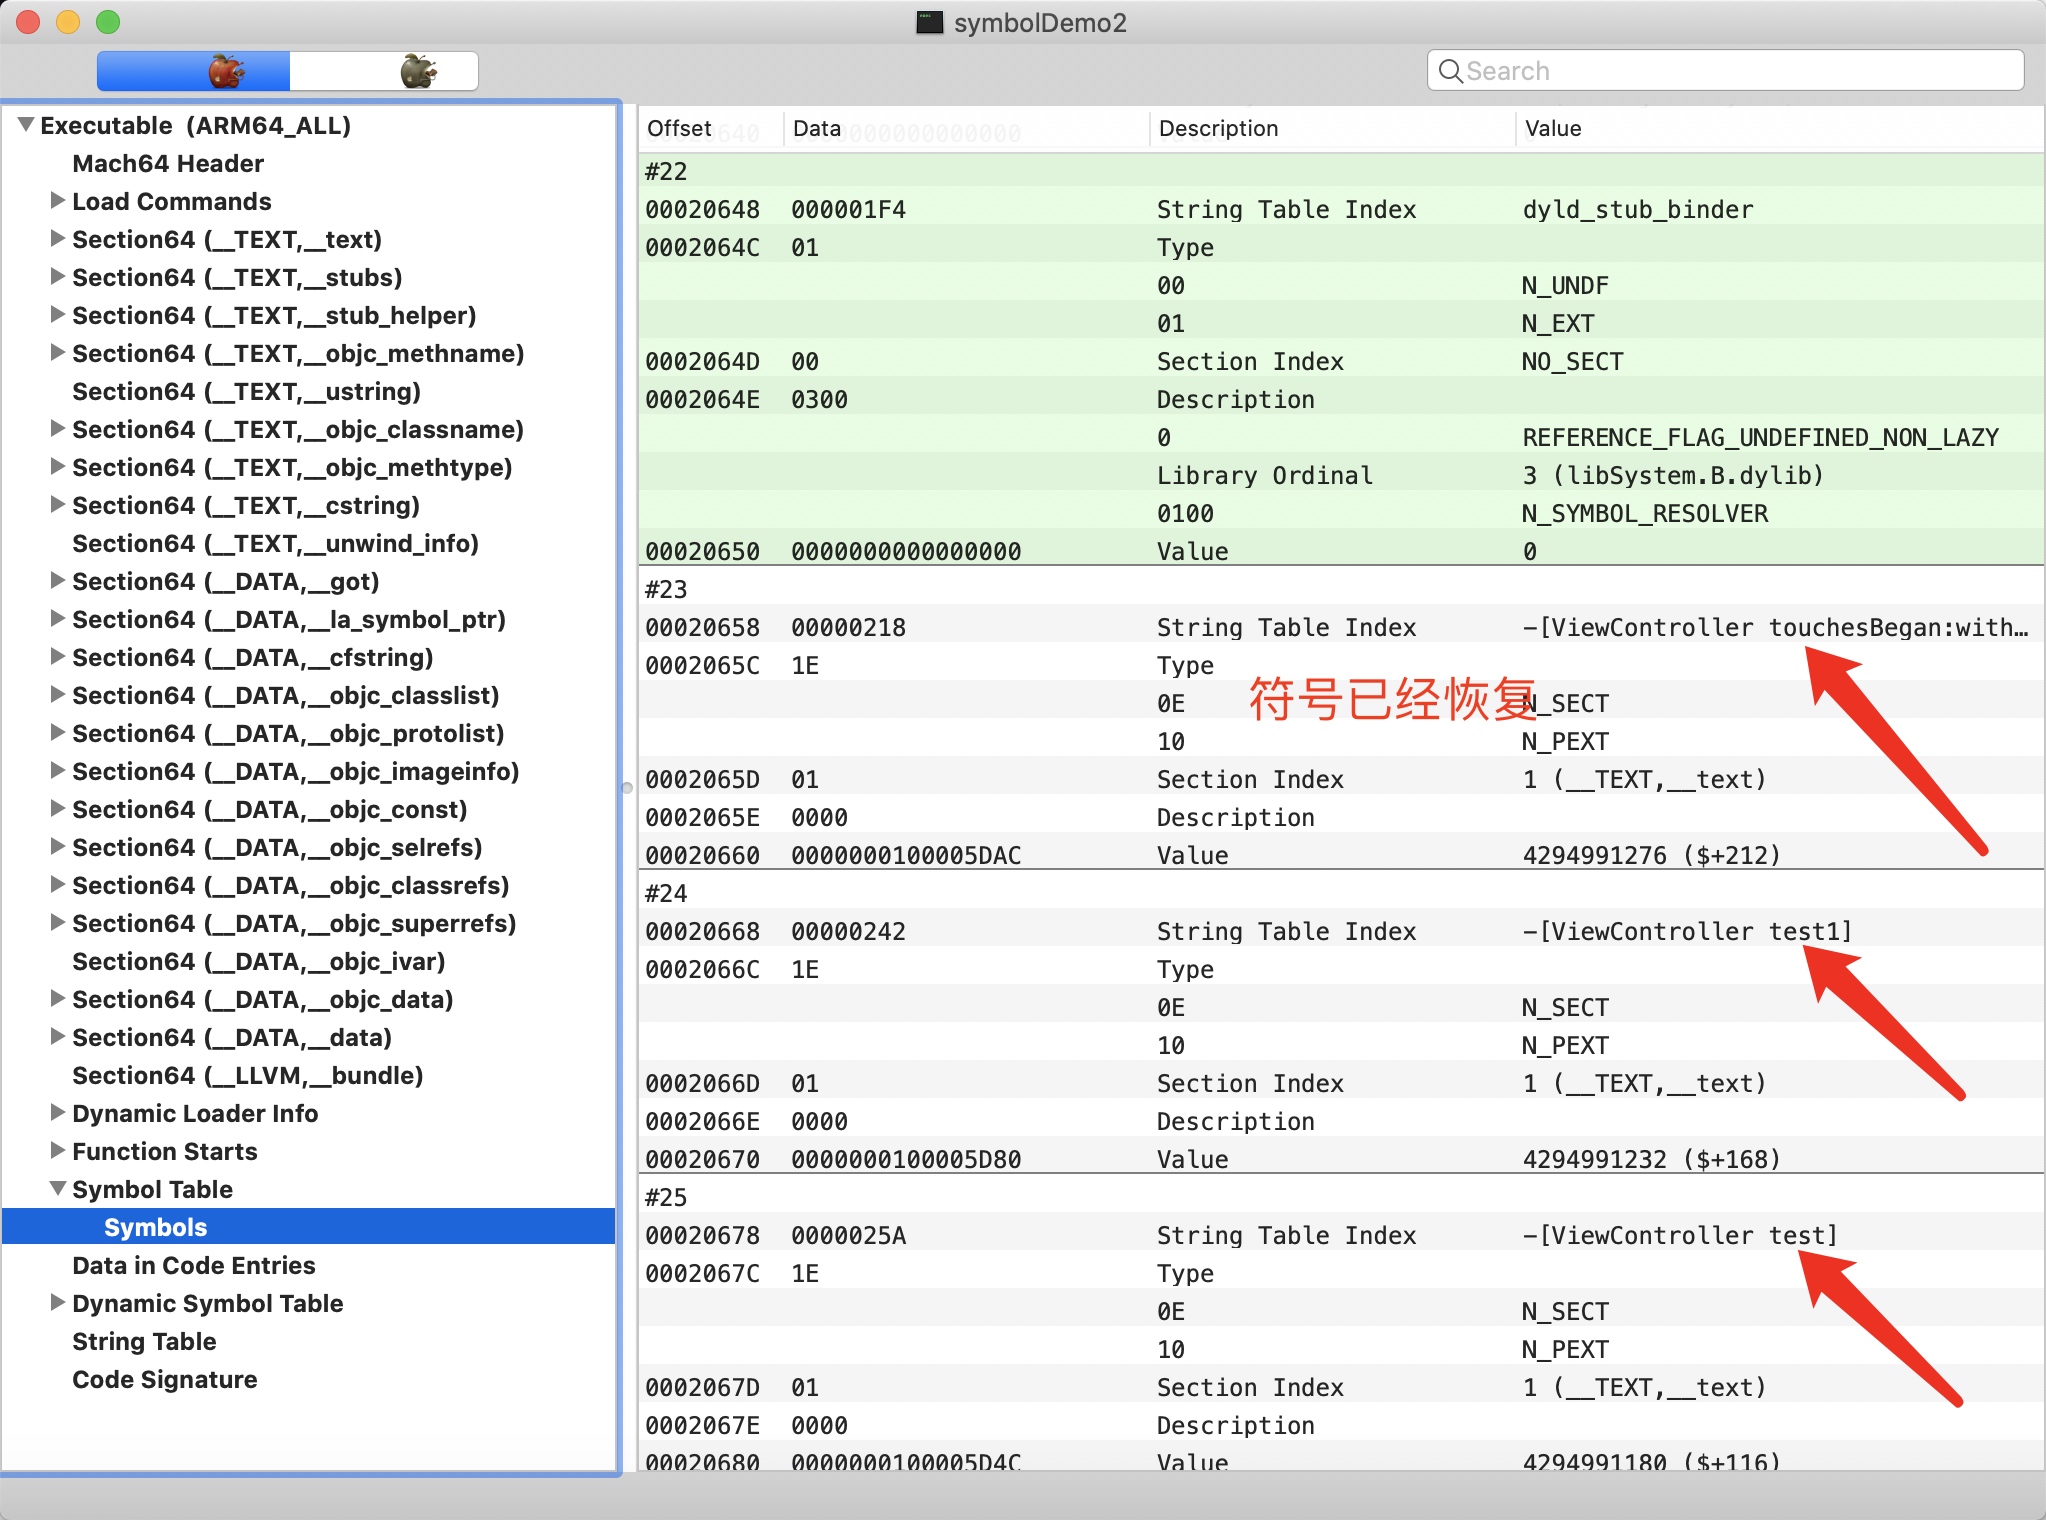 symbolDemo2
Search
Executable (ARM64_ALL)
Mach64 Header
Load Commands
Section64 (__TEXT,__text)
Section64 (__TEXT,__stubs)
Section64 (__TEXT,__stub_helper)
Section64 (__TEXT,__objc_methname)
Section64 (__TEXT,__ustring)
Section64 (__TEXT,__objc_classname)
Section64 (__TEXT,__objc_methtype)
Section64 (__TEXT,__cstring)
Section64 (__TEXT,__unwind_info)
Section64 (__DATA,__got)
Section64 (__DATA,__la_symbol_ptr)
Section64 (__DATA,__cfstring)
Section64 (__DATA,__objc_classlist)
Section64 (__DATA,__objc_protolist)
Section64 (__DATA,__objc_imageinfo)
Section64 (__DATA,__objc_const)
Section64 (__DATA,__objc_selrefs)
Section64 (__DATA,__objc_classrefs)
Section64 (__DATA,__objc_superrefs)
Section64 (__DATA,__objc_ivar)
Section64 (__DATA,__objc_data)
Section64 (__DATA,__data)
Section64 (__LLVM,__bundle)
Dynamic Loader Info
Function Starts
Symbol Table
Symbols
Data in Code Entries
Dynamic Symbol Table
String Table
Code Signature
Offset Data Description Value
#22
00020648 000001F4 String Table Index dyld_stub_binder
0002064C 01 Type
00 N_UNDF
01 N_EXT
0002064D 00 Section Index NO_SECT
0002064E 0300 Description
0 REFERENCE_FLAG_UNDEFINED_NON_LAZY
Library Ordinal 3 (libSystem.B.dylib)
0100 N_SYMBOL_RESOLVER
00020650 0000000000000000 Value 0
#23
00020658 00000218 String Table Index -[ViewController touchesBegan:with…
0002065C 1E Type
0E 符号已经恢复 N_SECT
10 N_PEXT
0002065D 01 Section Index 1 (__TEXT,__text)
0002065E 0000 Description
00020660 0000000100005DAC Value 4294991276 ($+212)
#24
00020668 00000242 String Table Index -[ViewController test1]
0002066C 1E Type
0E N_SECT
10 N_PEXT
0002066D 01 Section Index 1 (__TEXT,__text)
0002066E 0000 Description
00020670 0000000100005D80 Value 4294991232 ($+168)
#25
00020678 0000025A String Table Index -[ViewController test]
0002067C 1E Type
0E N_SECT
10 N_PEXT
0002067D 01 Section Index 1 (__TEXT,__text)
0002067E 0000 Description
00020680 0000000100005D4C Value 4294991180 ($+116)